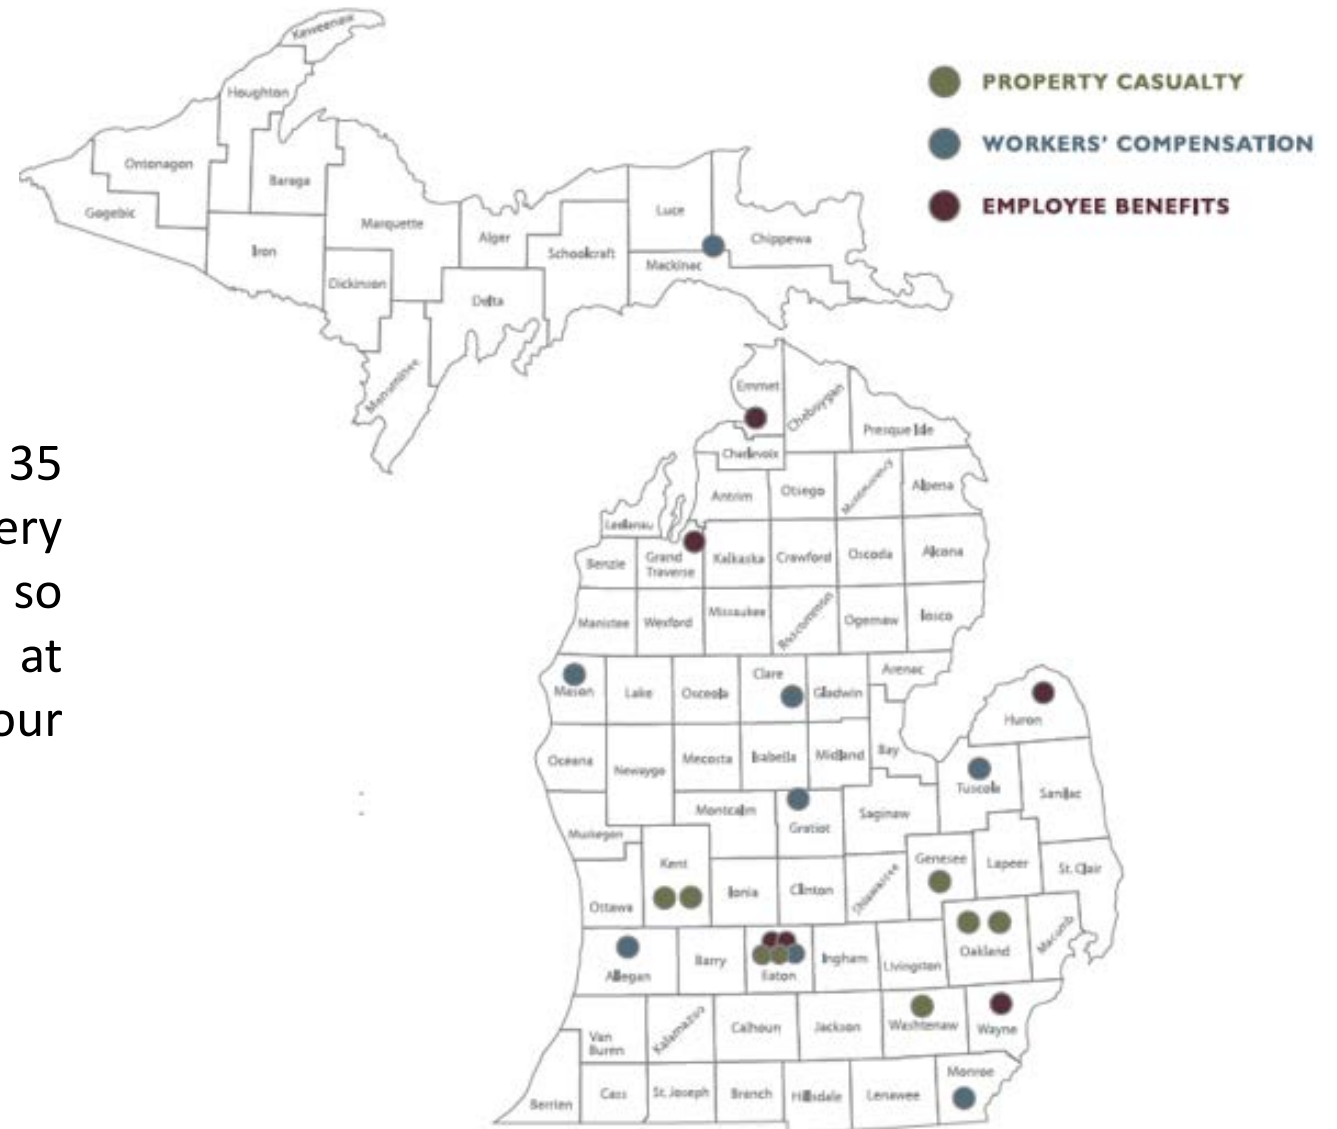 Keweenaw
PROPERTY CASUALTY
Houghton
WORKERS' COMPENSATION
Ontonagon
Baraga
EMPLOYEE BENEFITS
Gogebic
Marquette
Luce
Alger
Chippewa
Iron
Schoolcraft
Mackinac
Dickinson
Delta
Menominee
Emmet
Cheboygan
Presque Isle
35
Charlevoix
ery
Antrim
Otsego
Montmorency
Alpena
Leelanau
so
Benzie
Grand
Traverse
Kalkaska
Crawford
Oscoda
Alcona
at
Manistee
Wexford
Missaukee
Roscommon
Ogemaw
Iosco
our
Mason
Lake
Osceola
Clare
Gladwin
Arenac
Huron
Oceana
Newaygo
Mecosta
Isabella
Midland
Bay
Tuscola
Sanilac
Muskegon
Montcalm
Gratiot
Saginaw
Kent
Ionia
Clinton
Shiawassee
Genesee
Lapeer
St. Clair
Ottawa
Allegan
Barry
Eaton
Ingham
Livingston
Oakland
Macomb
Van
Buren
Kalamazoo
Calhoun
Jackson
Washtenaw
Wayne
Berrien
Cass
St. Joseph
Branch
Hillsdale
Lenawee
Monroe